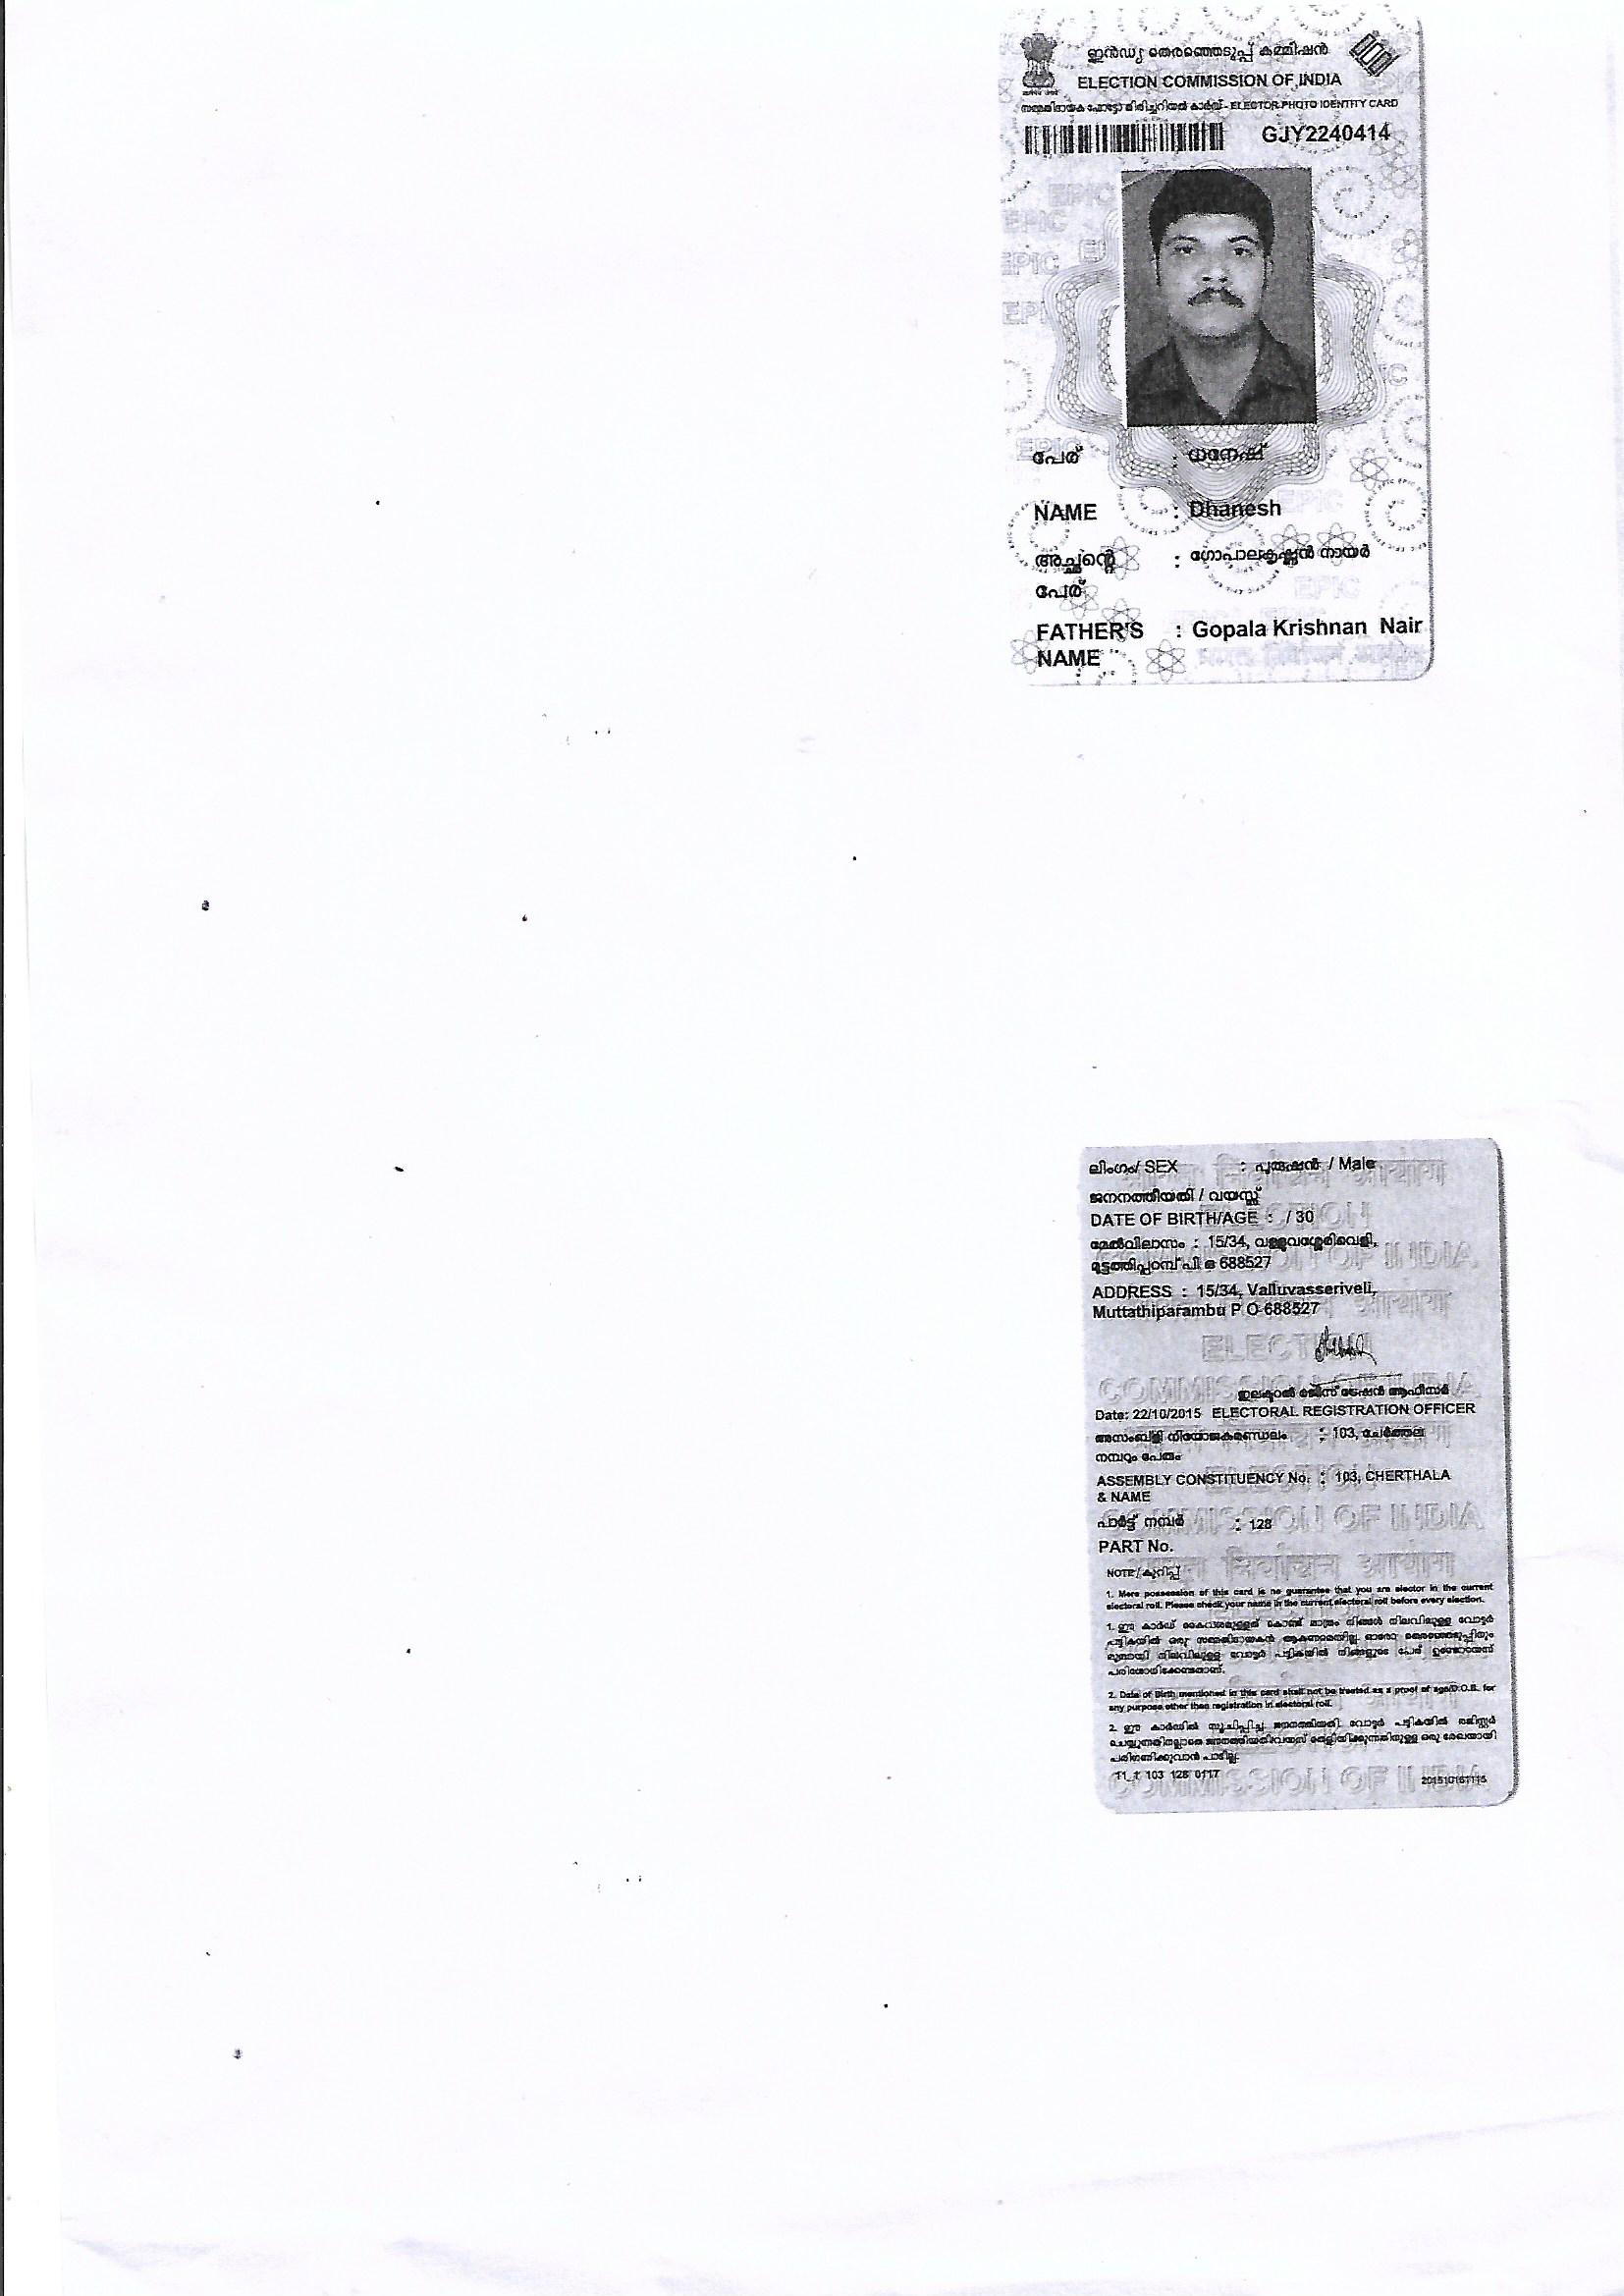 ഇൻഡ്യ തെരഞ്ഞെടുപ്പ് കമ്മീഷൻ
ELECTION COMMISSION OF INDIA
സമ്മതിദായക ഫോട്ടോ തിരിച്ചറിയൽ കാർഡ് - ELECTOR PHOTO IDENTITY CARD
GJY2240414
പേര് : ധനേഷ്
NAME : Dhanesh
അച്ഛന്റെ : ഗോപാലകൃഷ്ണൻ നായർ
പേര്
FATHER'S : Gopala Krishnan Nair
NAME
ലിംഗം/ SEX : പുരുഷൻ / Male
ജനനത്തീയതി / വയസ്സ്
DATE OF BIRTH/AGE : / 30
മേൽവിലാസം : 15/34, വള്ളുവശ്ശേരിവെളി,
മുട്ടത്തിപ്പറമ്പ് പി ഒ 688527
ADDRESS : 15/34, Valluvasseriveli,
Muttathiparambu P O 688527
ഇലക്ടറൽ രജിസ്ട്രേഷൻ ആഫീസർ
Date: 22/10/2015 ELECTORAL REGISTRATION OFFICER
അസംബ്ളി നിയോജകമണ്ഡലം : 103, ചേർത്തല
നമ്പറും പേരും
ASSEMBLY CONSTITUENCY No. : 103, CHERTHALA
& NAME
പാർട്ട് നമ്പർ : 128
PART No.
NOTE / കുറിപ്പ്
1. Mere possession of this card is no guarantee that you are elector in the current
electoral roll. Please check your name in the current electoral roll before every election.
1. ഈ കാർഡ് കൈവശമുള്ളത് കൊണ്ട് മാത്രം നിങ്ങൾ നിലവിലുള്ള വോട്ടർ
പട്ടികയിൽ ഒരു സമ്മതിദായകൻ ആകണമെന്നില്ല. ഓരോ തെരഞ്ഞെടുപ്പിനും
മുമ്പായി നിലവിലുള്ള വോട്ടർ പട്ടികയിൽ നിങ്ങളുടെ പേര് ഉണ്ടോയെന്ന്
പരിശോധിക്കേണ്ടതാണ്.
2. Date of Birth mentioned in this card shall not be treated as a proof of age/D.O.B. for
any purpose other than registration in electoral roll.
2. ഈ കാർഡിൽ സൂചിപ്പിച്ച ജനനത്തീയതി വോട്ടർ പട്ടികയിൽ രജിസ്റ്റർ
ചെയ്യുന്നതിനല്ലാതെ ജനനത്തീയതി/വയസ് തെളിയിക്കുന്നതിനുള്ള ഒരു രേഖയായി
പരിഗണിക്കുവാൻ പാടില്ല.
103 128 0117